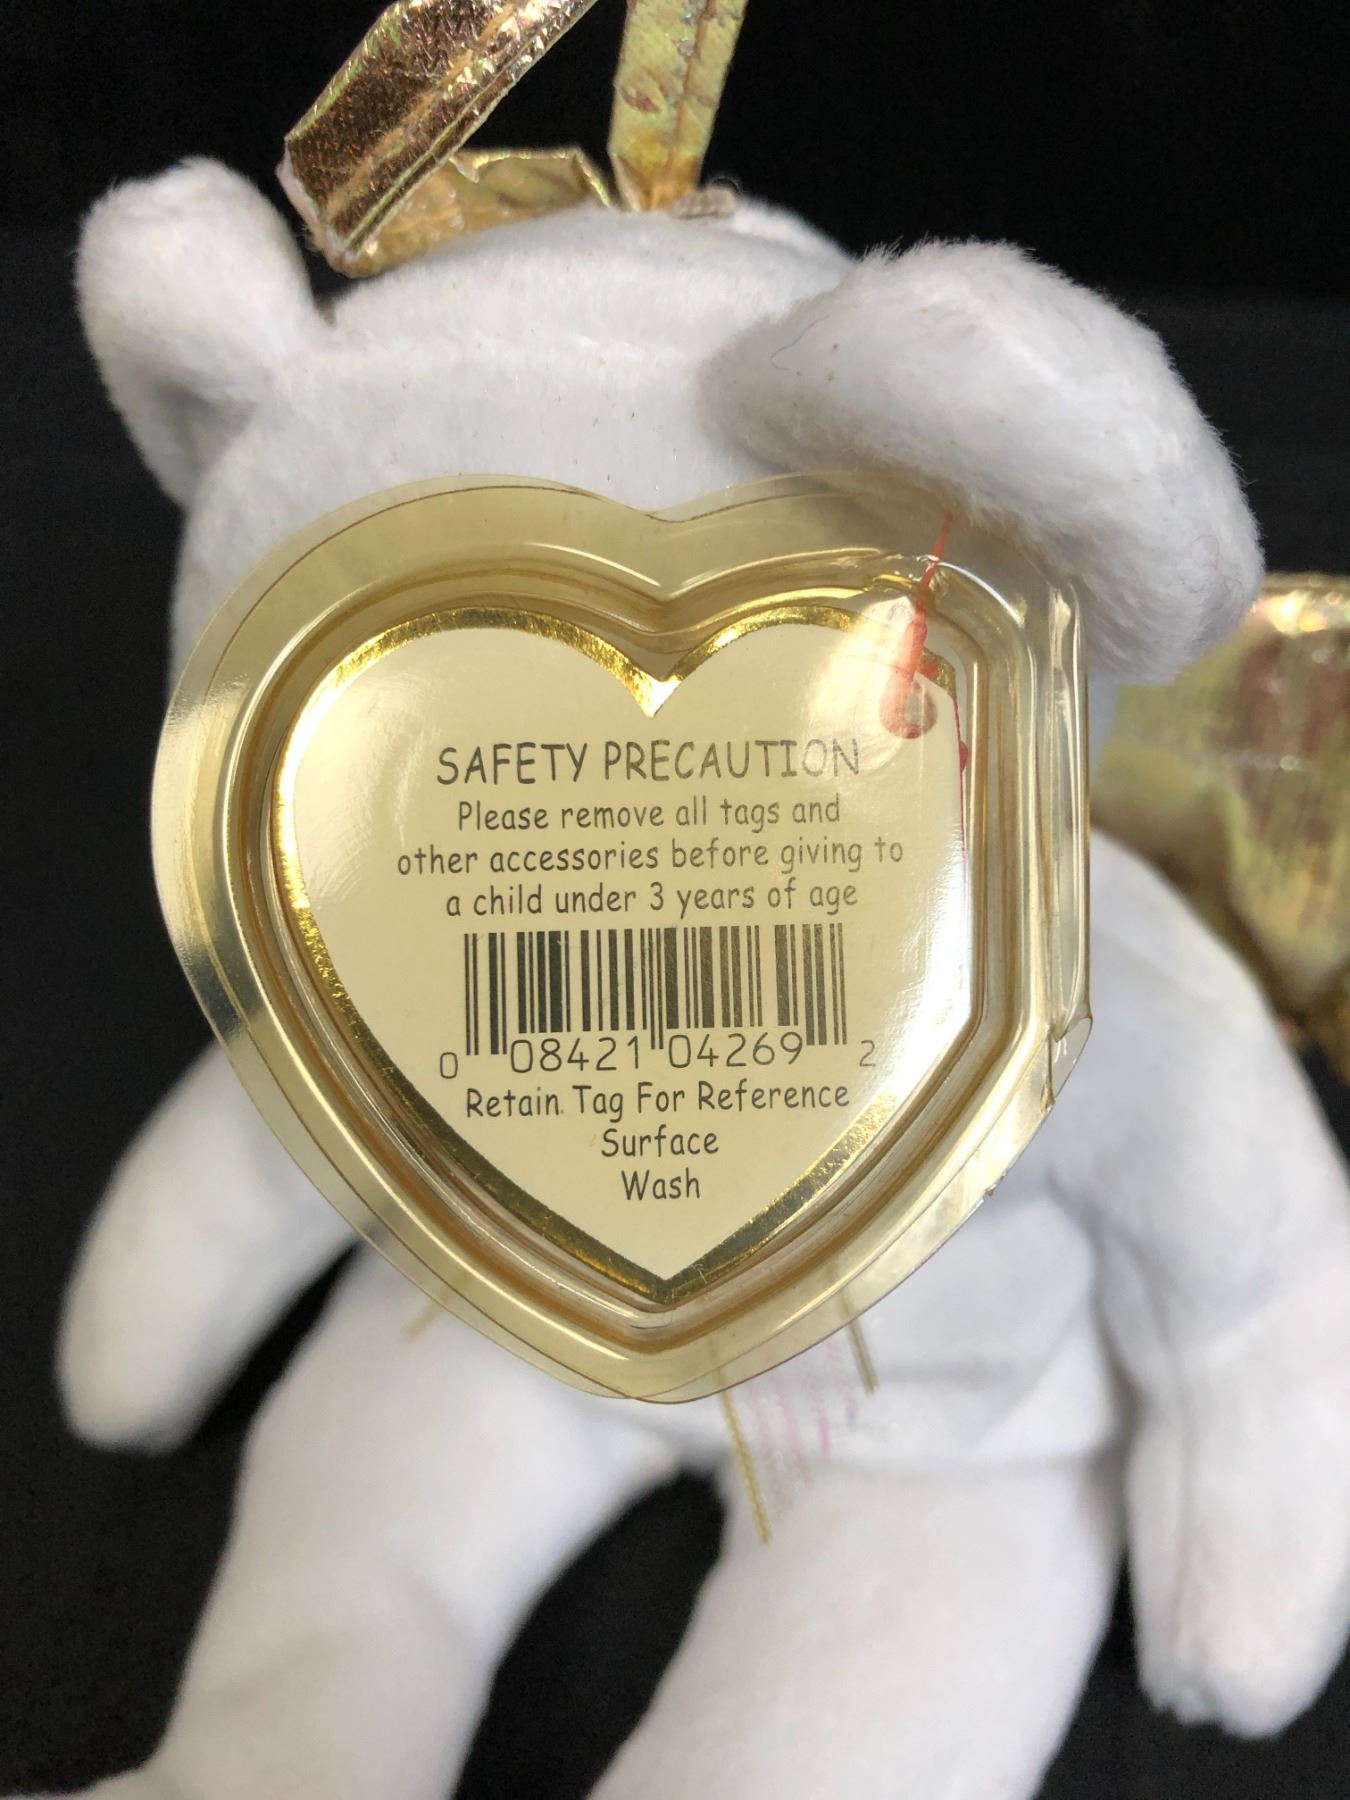 SAFETY PRECAUTION
Please remove all tags and
other accessories before giving to
a child under 3 years of age
0 08421 04269 2
Retain Tag For Reference
Surface
Wash